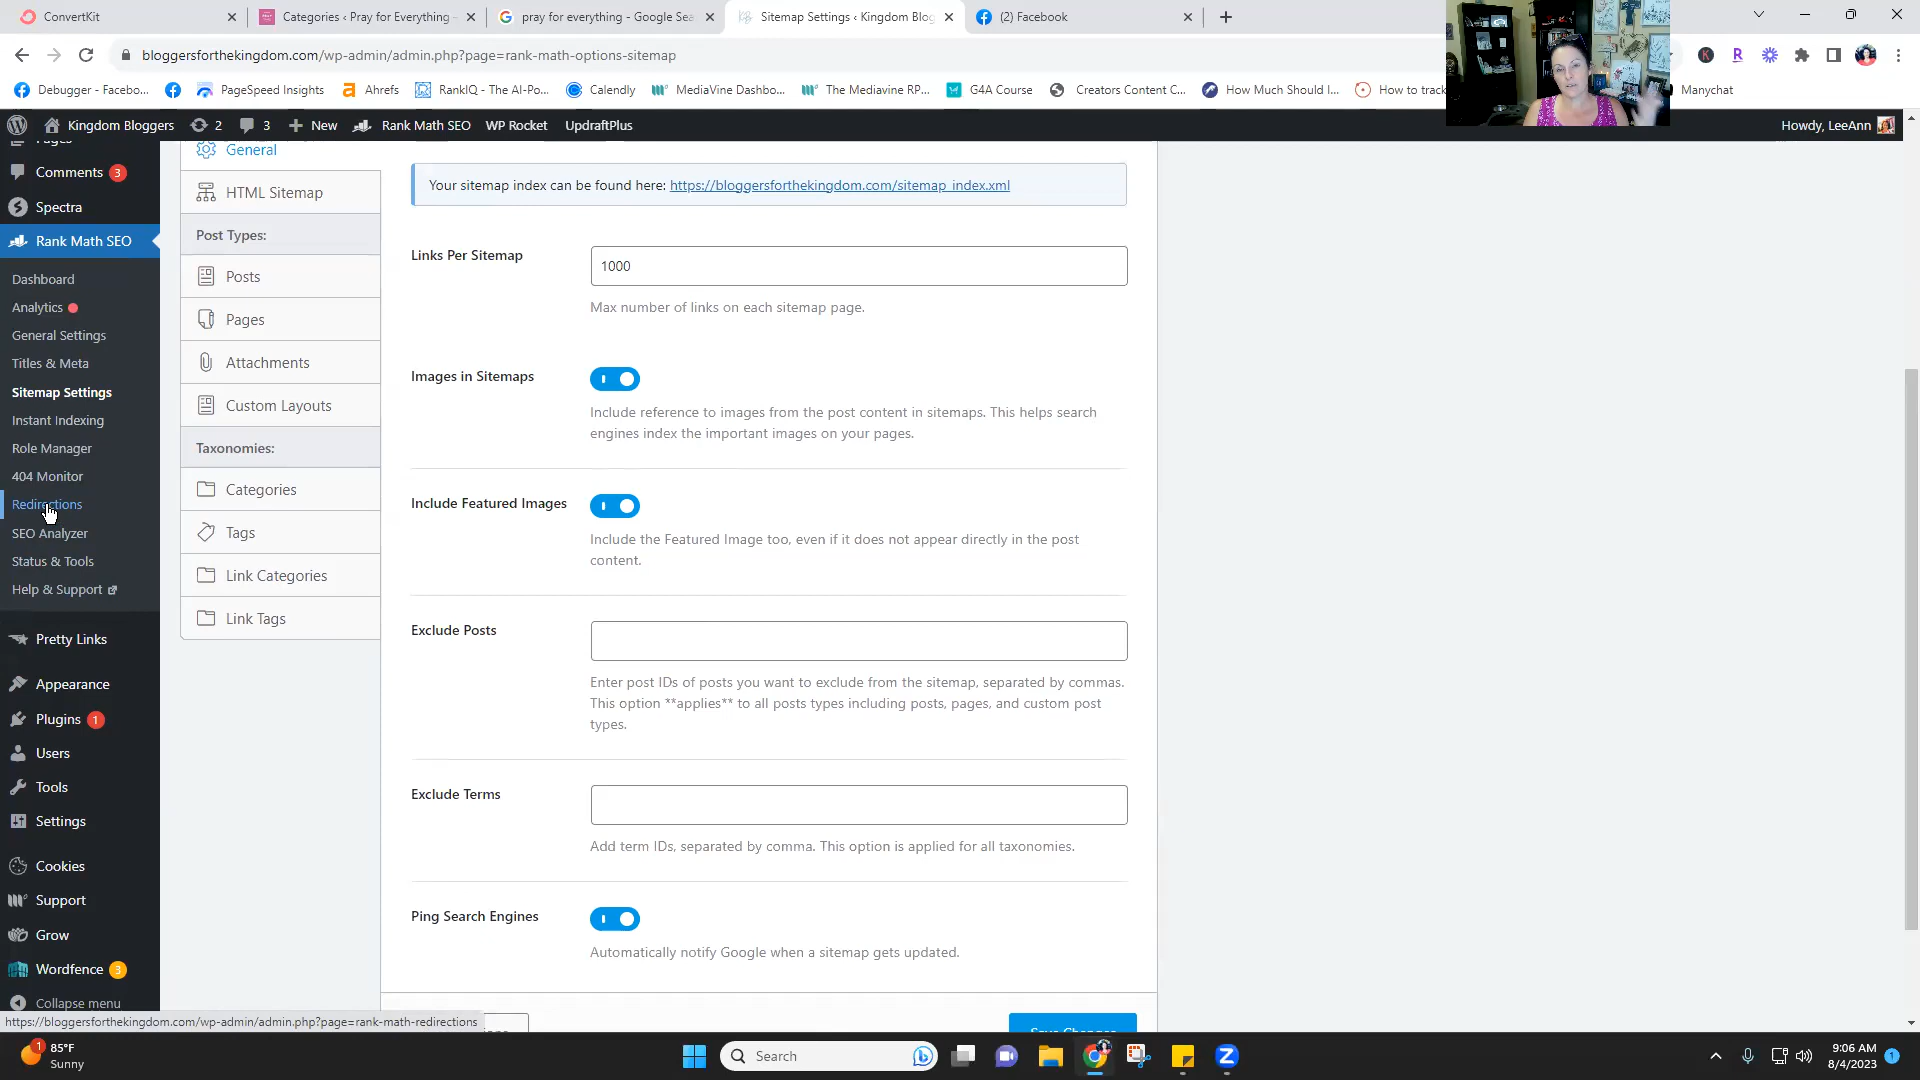 ConvertKit
Categories ‹ Pray for Everything
pray for everything - Google Sea
Sitemap Settings ‹ Kingdom Blog
(2) Facebook
bloggersforthekingdom.com/wp-admin/admin.php?page=rank-math-options-sitemap
Debugger - Facebo...
PageSpeed Insights
Ahrefs
RankIQ - The AI-Po...
Calendly
MediaVine Dashbo...
The Mediavine RP...
G4A Course
Creators Content C...
How Much Should I...
How to track
Manychat
Kingdom Bloggers
2
3
New
Rank Math SEO
WP Rocket
UpdraftPlus
Howdy, LeeAnn
Pages
Comments 3
Spectra
Rank Math SEO
Dashboard
Analytics
General Settings
Titles & Meta
Sitemap Settings
Instant Indexing
Role Manager
404 Monitor
Redirections
SEO Analyzer
Status & Tools
Help & Support
Pretty Links
Appearance
Plugins 1
Users
Tools
Settings
Cookies
Support
Grow
Wordfence 3
Collapse menu
General
HTML Sitemap
Post Types:
Posts
Pages
Attachments
Custom Layouts
Taxonomies:
Categories
Tags
Link Categories
Link Tags
Your sitemap index can be found here: https://bloggersforthekingdom.com/sitemap_index.xml
Links Per Sitemap
1000
Max number of links on each sitemap page.
Images in Sitemaps
Include reference to images from the post content in sitemaps. This helps search
engines index the important images on your pages.
Include Featured Images
Include the Featured Image too, even if it does not appear directly in the post
content.
Exclude Posts
Enter post IDs of posts you want to exclude from the sitemap, separated by commas.
This option **applies** to all posts types including posts, pages, and custom post
types.
Exclude Terms
Add term IDs, separated by comma. This option is applied for all taxonomies.
Ping Search Engines
Automatically notify Google when a sitemap gets updated.
Save Changes
https://bloggersforthekingdom.com/wp-admin/admin.php?page=rank-math-redirections
1
85°F
Sunny
Search
9:06 AM
8/4/2023
1